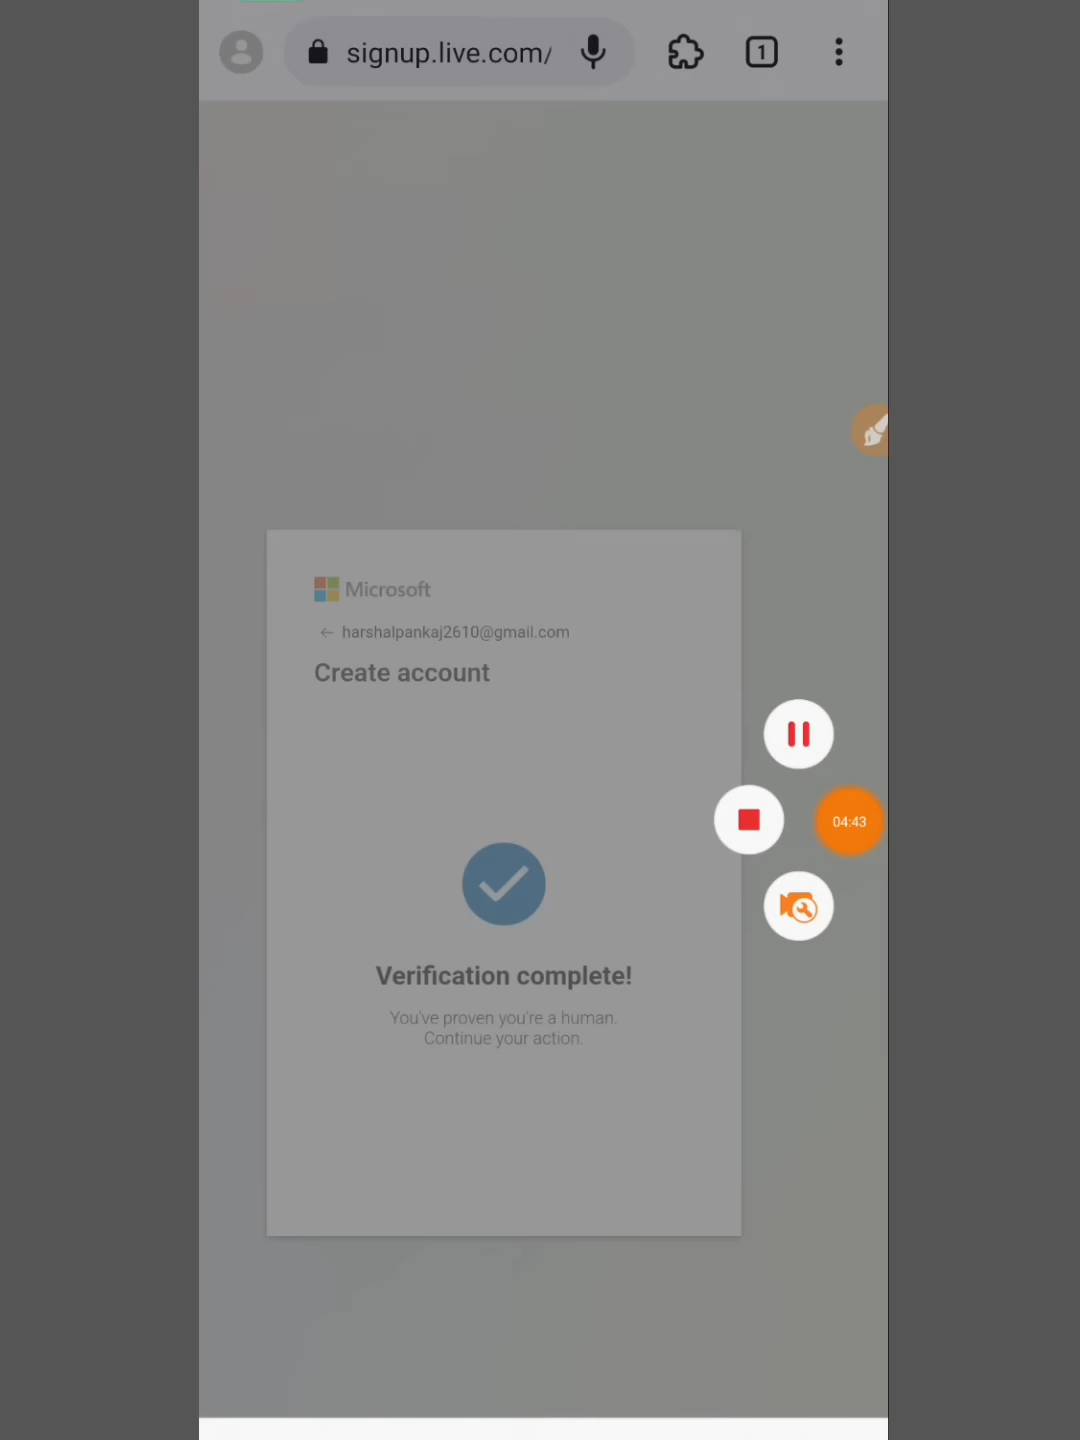 signup.live.com/
1
Microsoft
← harshalpankaj2610@gmail.com
Create account
04:43
Verification complete!
You've proven you're a human.
Continue your action.